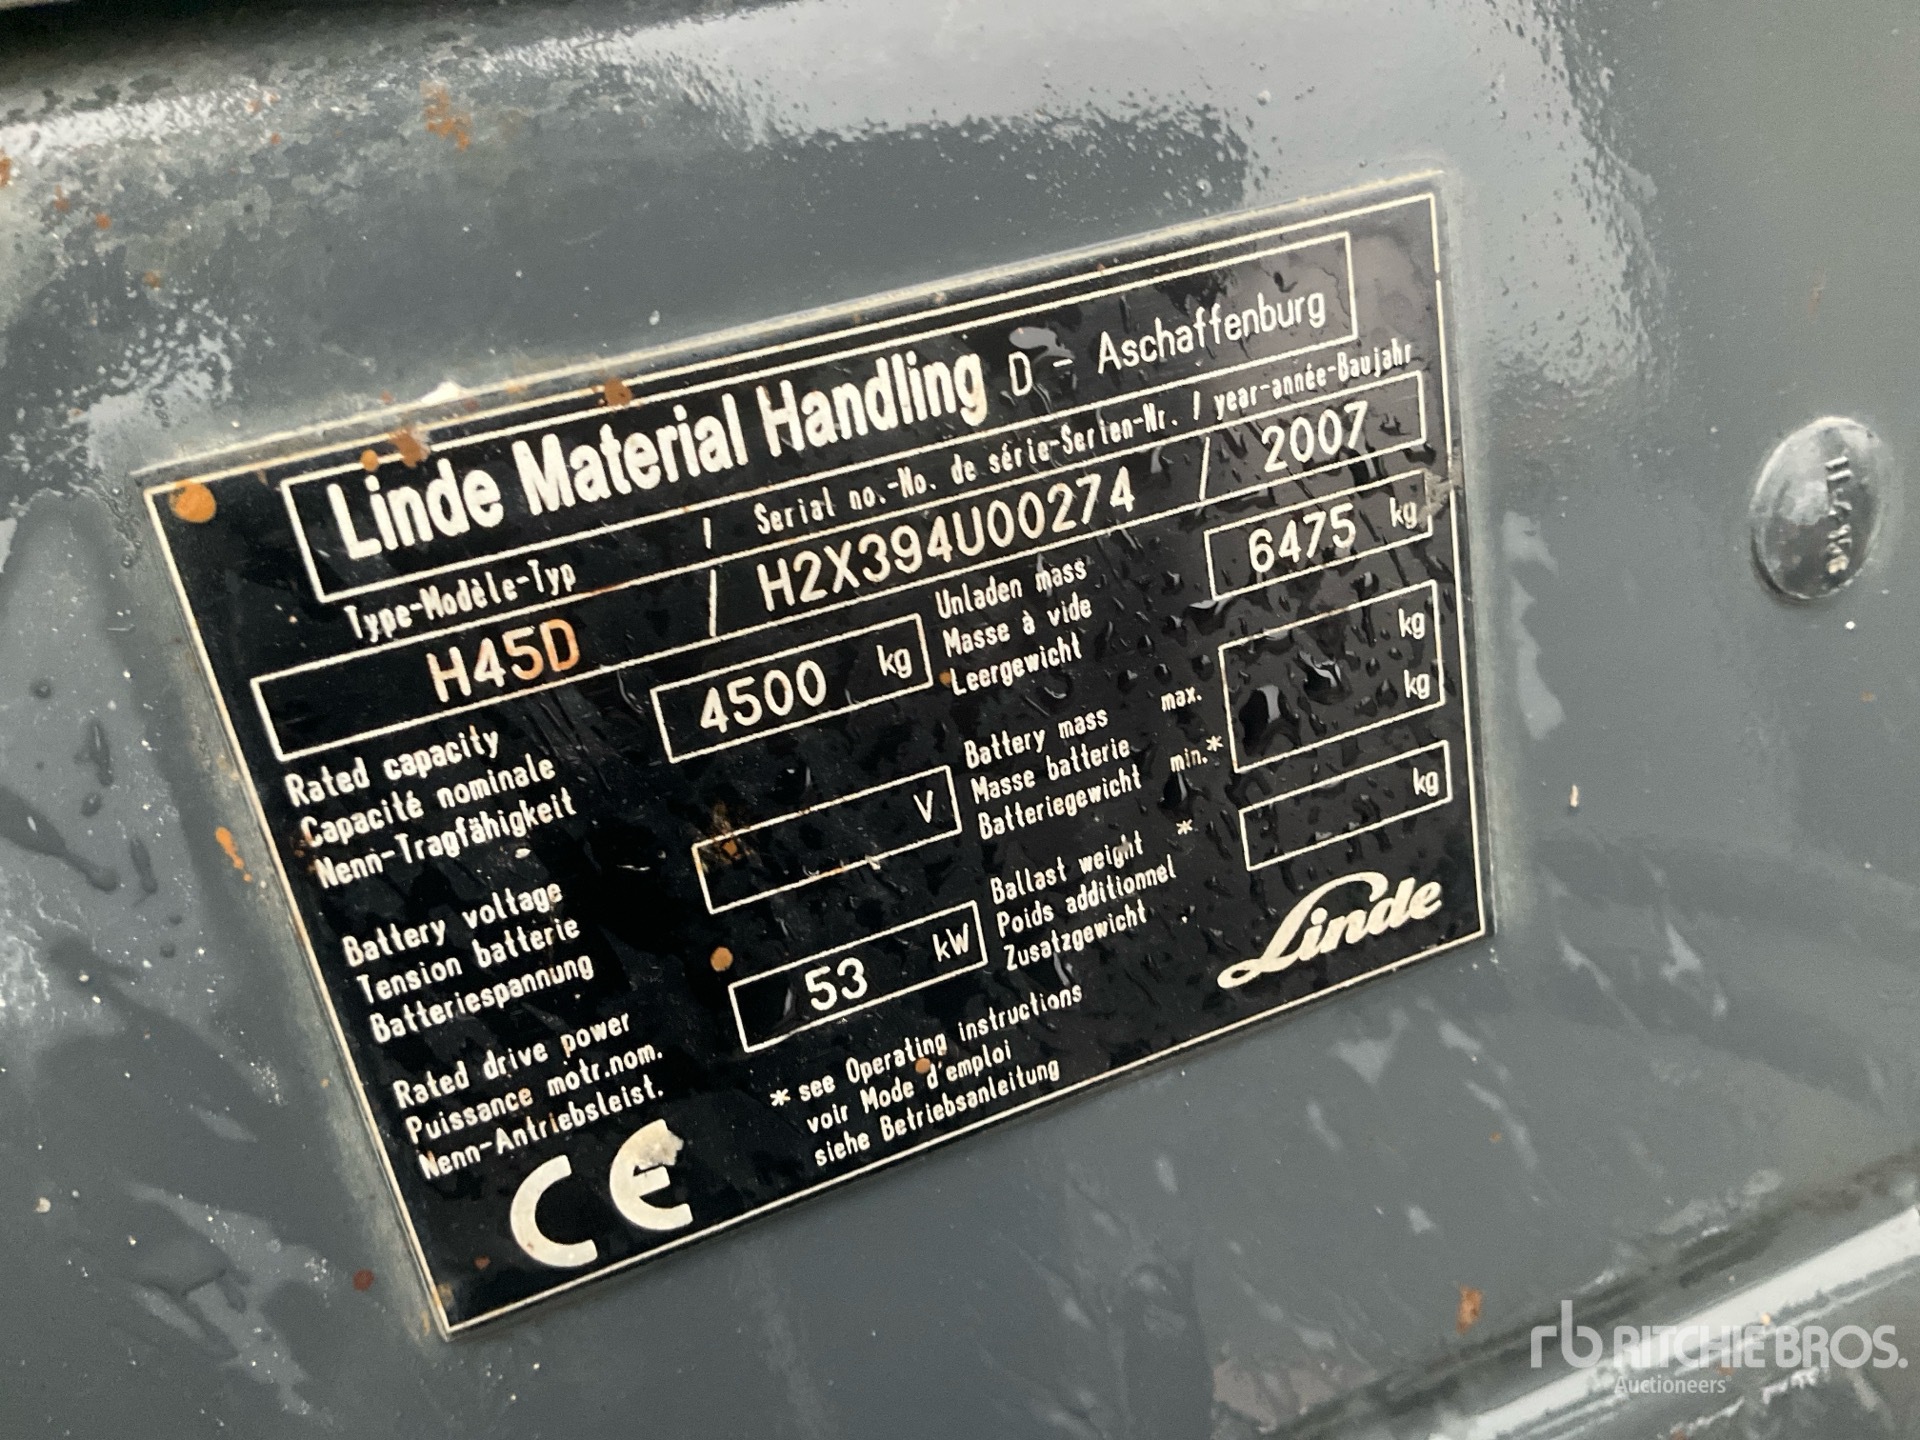 Linde Material Handling D - Aschaffenburg
Type-Modèle-Typ / Serial no.-No. de série-Serien-Nr. / year-année-Baujahr
H45D / H2X394U00274 / 2007
Rated capacity
Capacité nominale
Nenn-Tragfähigkeit
4500 kg
Unladen mass
Masse à vide
Leergewicht
6475 kg
Battery voltage
Tension batterie
Batteriespannung
V
Battery mass max.
Masse batterie
Batteriegewicht min.*
kg
kg
Rated drive power
Puissance motr.nom.
Nenn-Antriebsleist.
53 kW
Ballast weight *
Poids additionnel
Zusatzgewicht
kg
* see Operating instructions
voir Mode d'emploi
siehe Betriebsanleitung
CE
Linde
rb RITCHIE BROS.
Auctioneers